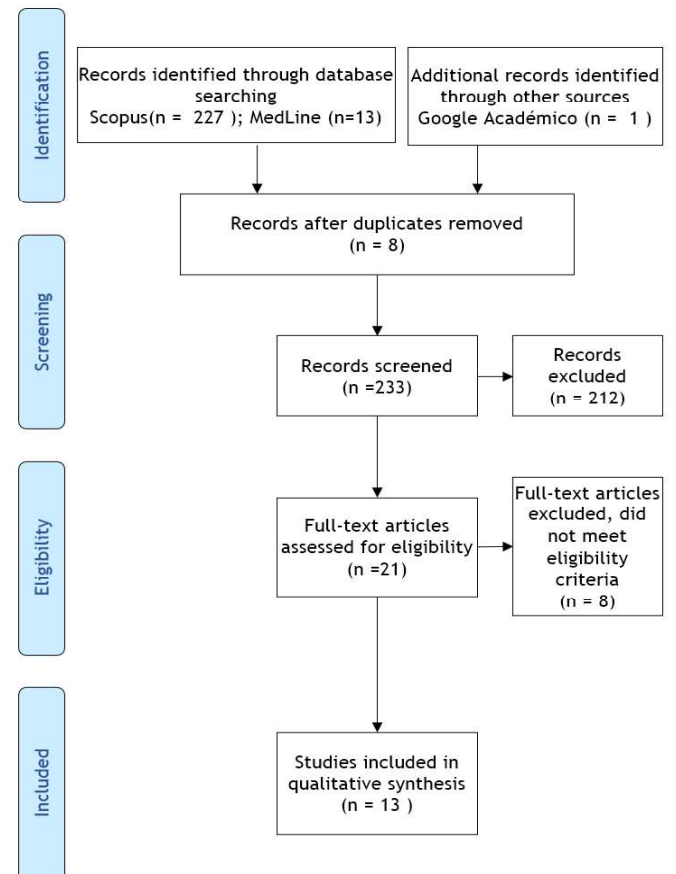 Identification
Records identified through database
searching
Scopus(n = 227 ); MedLine (n=13)
Additional records identified
through other sources
Google Académico (n = 1 )
Records after duplicates removed
(n = 8)
Screening
Records screened
(n =233)
Records
excluded
(n = 212)
Eligibility
Full-text articles
assessed for eligibility
(n =21)
Full-text articles
excluded, did
not meet
eligibility
criteria
(n = 8)
Included
Studies included in
qualitative synthesis
(n = 13 )